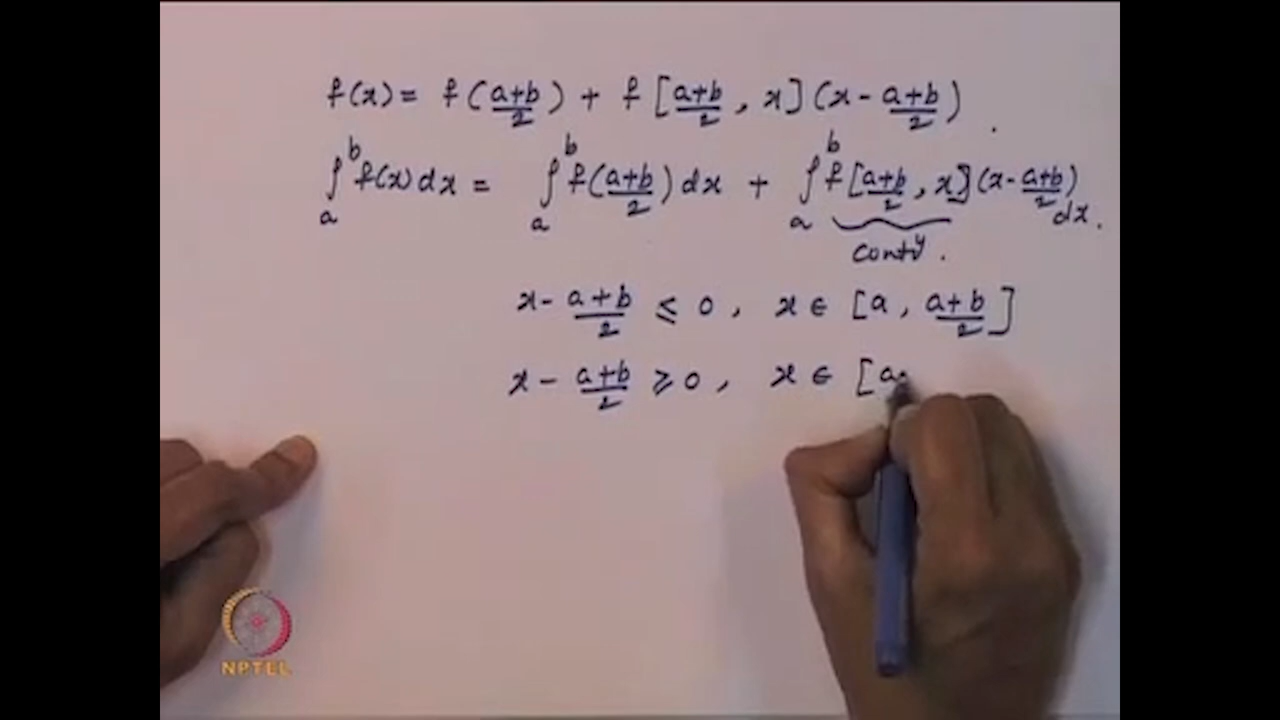 f(x) = f(a+b/2) + f[a+b/2, x](x - a+b/2).
∫_a^b f(x) dx = ∫_a^b f(a+b/2) dx + ∫_a^b f[a+b/2, x](x - a+b/2) dx.
conty.
x - a+b/2 ≤ 0, x ∈ [a, a+b/2]
x - a+b/2 ≥ 0, x ∈ [a
NPTEL